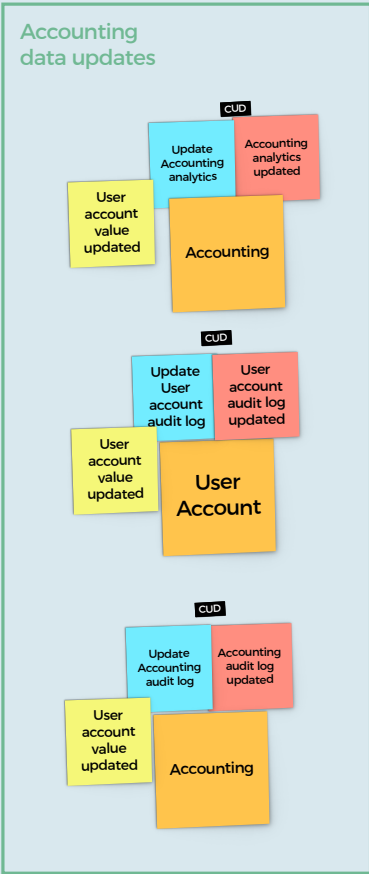 Accounting
data updates
CUD
Update
Accounting
analytics
Accounting
analytics
updated
User
account
value
updated
Accounting
CUD
Update
User
account
audit log
User
account
audit log
updated
User
account
value
updated
User
Account
CUD
Update
Accounting
audit log
Accounting
audit log
updated
User
account
value
updated
Accounting